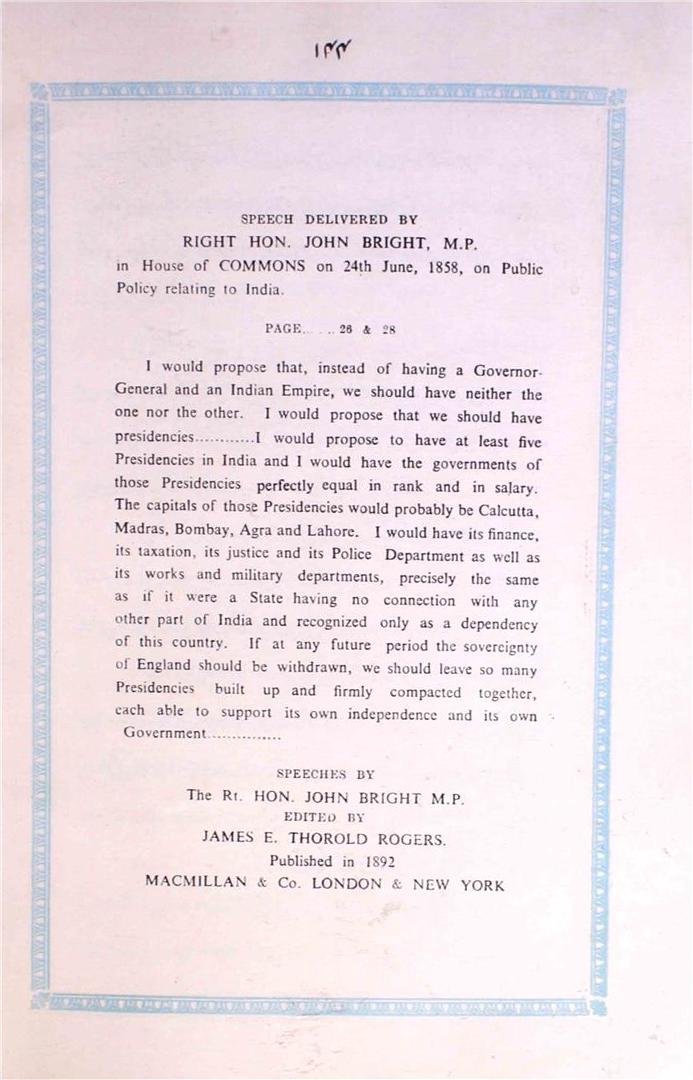 ۱۴۴
SPEECH DELIVERED BY
RIGHT HON. JOHN BRIGHT, M.P.
in House of COMMONS on 24th June, 1858, on Public
Policy relating to India.
PAGE... . .. 26 & 28
I would propose that, instead of having a Governor-
General and an Indian Empire, we should have neither the
one nor the other. I would propose that we should have
presidencies............I would propose to have at least five
Presidencies in India and I would have the governments of
those Presidencies perfectly equal in rank and in salary.
The capitals of those Presidencies would probably be Calcutta,
Madras, Bombay, Agra and Lahore. I would have its finance,
its taxation, its justice and its Police Department as well as
its works and military departments, precisely the same
as if it were a State having no connection with any
other part of India and recognized only as a dependency
of this country. If at any future period the sovereignty
of England should be withdrawn, we should leave so many
Presidencies built up and firmly compacted together,
each able to support its own independence and its own
Government...............
SPEECHES BY
The Rt. HON. JOHN BRIGHT M.P.
EDITED BY
JAMES E. THOROLD ROGERS.
Published in 1892
MACMILLAN & Co. LONDON & NEW YORK